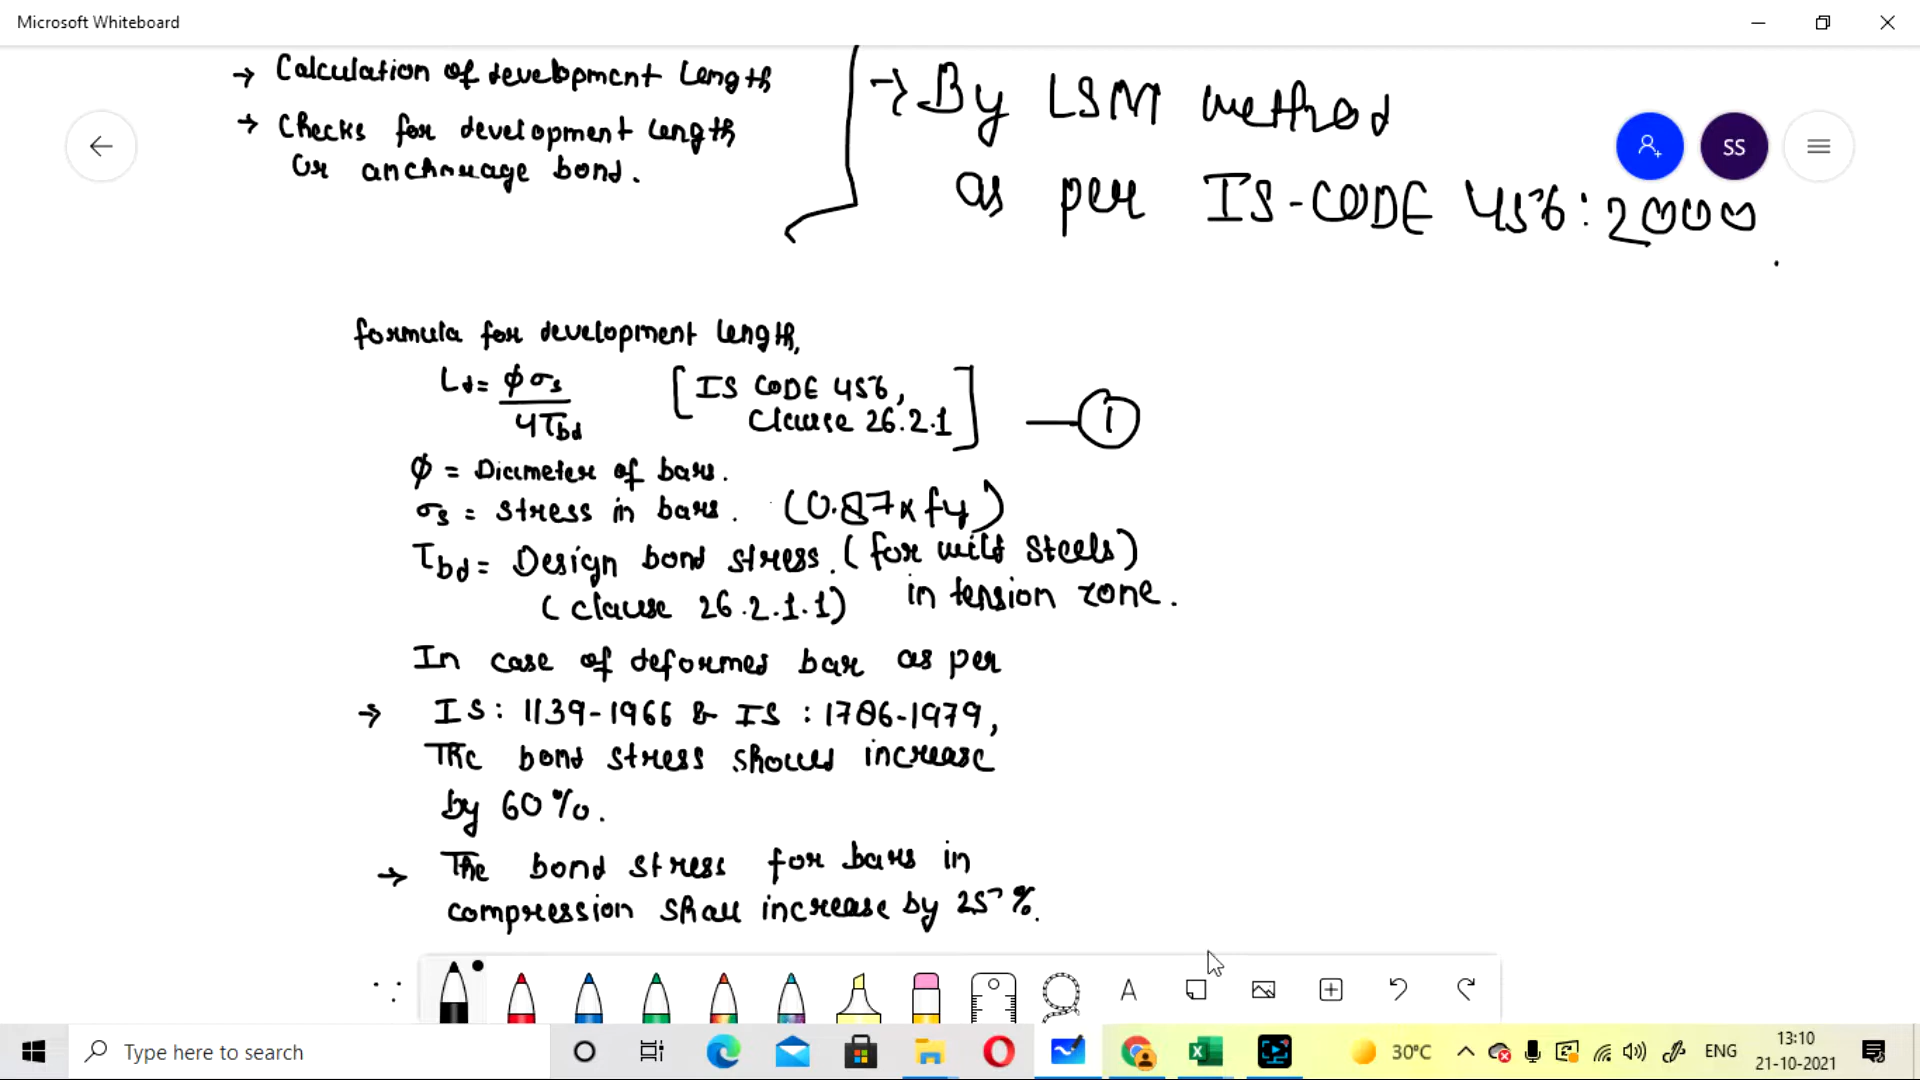 Microsoft Whiteboard
→ Calculation of development length
→ Checks for development length
or anchorage bond.
→ By LSM method
as per IS-CODE 456:2000
SS
formula for development length,
Ld = φσs / 4τbd [IS CODE 456, Clause 26.2.1] — ①
φ = Diameter of bars.
σs = stress in bars. (0.87×fy)
τbd = Design bond stress. (for mild steels)
(clause 26.2.1.1) in tension zone.
In case of deformed bar as per
→ IS: 1139-1966 & IS: 1786-1979,
The bond stress should increase
by 60%.
→ The bond stress for bars in
compression shall increase by 25%.
A
Type here to search
30°C
ENG
13:10
21-10-2021